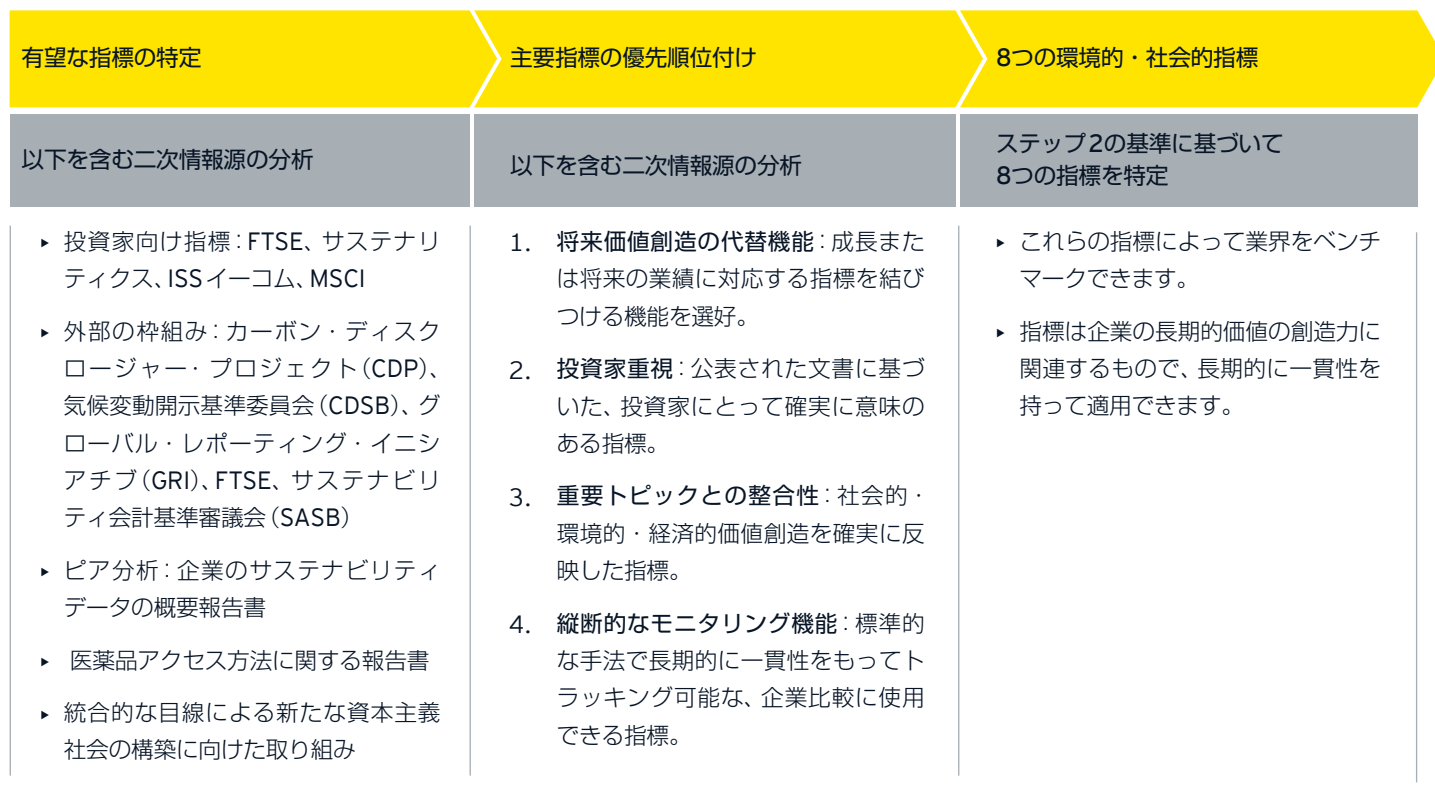 有望な指標の特定
主要指標の優先順位付け
8つの環境的・社会的指標
以下を含む二次情報源の分析
以下を含む二次情報源の分析
ステップ2の基準に基づいて
8つの指標を特定
▸ 投資家向け指標：FTSE、サステナリ
ティクス、ISSイーコム、MSCI
▸ 外部の枠組み：カーボン・ディスク
ロージャー・プロジェクト（CDP）、
気候変動開示基準委員会（CDSB）、グ
ローバル・レポーティング・イニシ
アチブ（GRI）、FTSE、サステナビリ
ティ会計基準審議会（SASB）
▸ ピア分析：企業のサステナビリティ
データの概要報告書
▸ 医薬品アクセス方法に関する報告書
▸ 統合的な目線による新たな資本主義
社会の構築に向けた取り組み
1. 将来価値創造の代替機能：成長また
は将来の業績に対応する指標を結び
つける機能を選好。
2. 投資家重視：公表された文書に基づ
いた、投資家にとって確実に意味の
ある指標。
3. 重要トピックとの整合性：社会的・
環境的・経済的価値創造を確実に反
映した指標。
4. 縦断的なモニタリング機能：標準的
な手法で長期的に一貫性をもってト
ラッキング可能な、企業比較に使用
できる指標。
▸ これらの指標によって業界をベンチ
マークできます。
▸ 指標は企業の長期的価値の創造力に
関連するもので、長期的に一貫性を
持って適用できます。